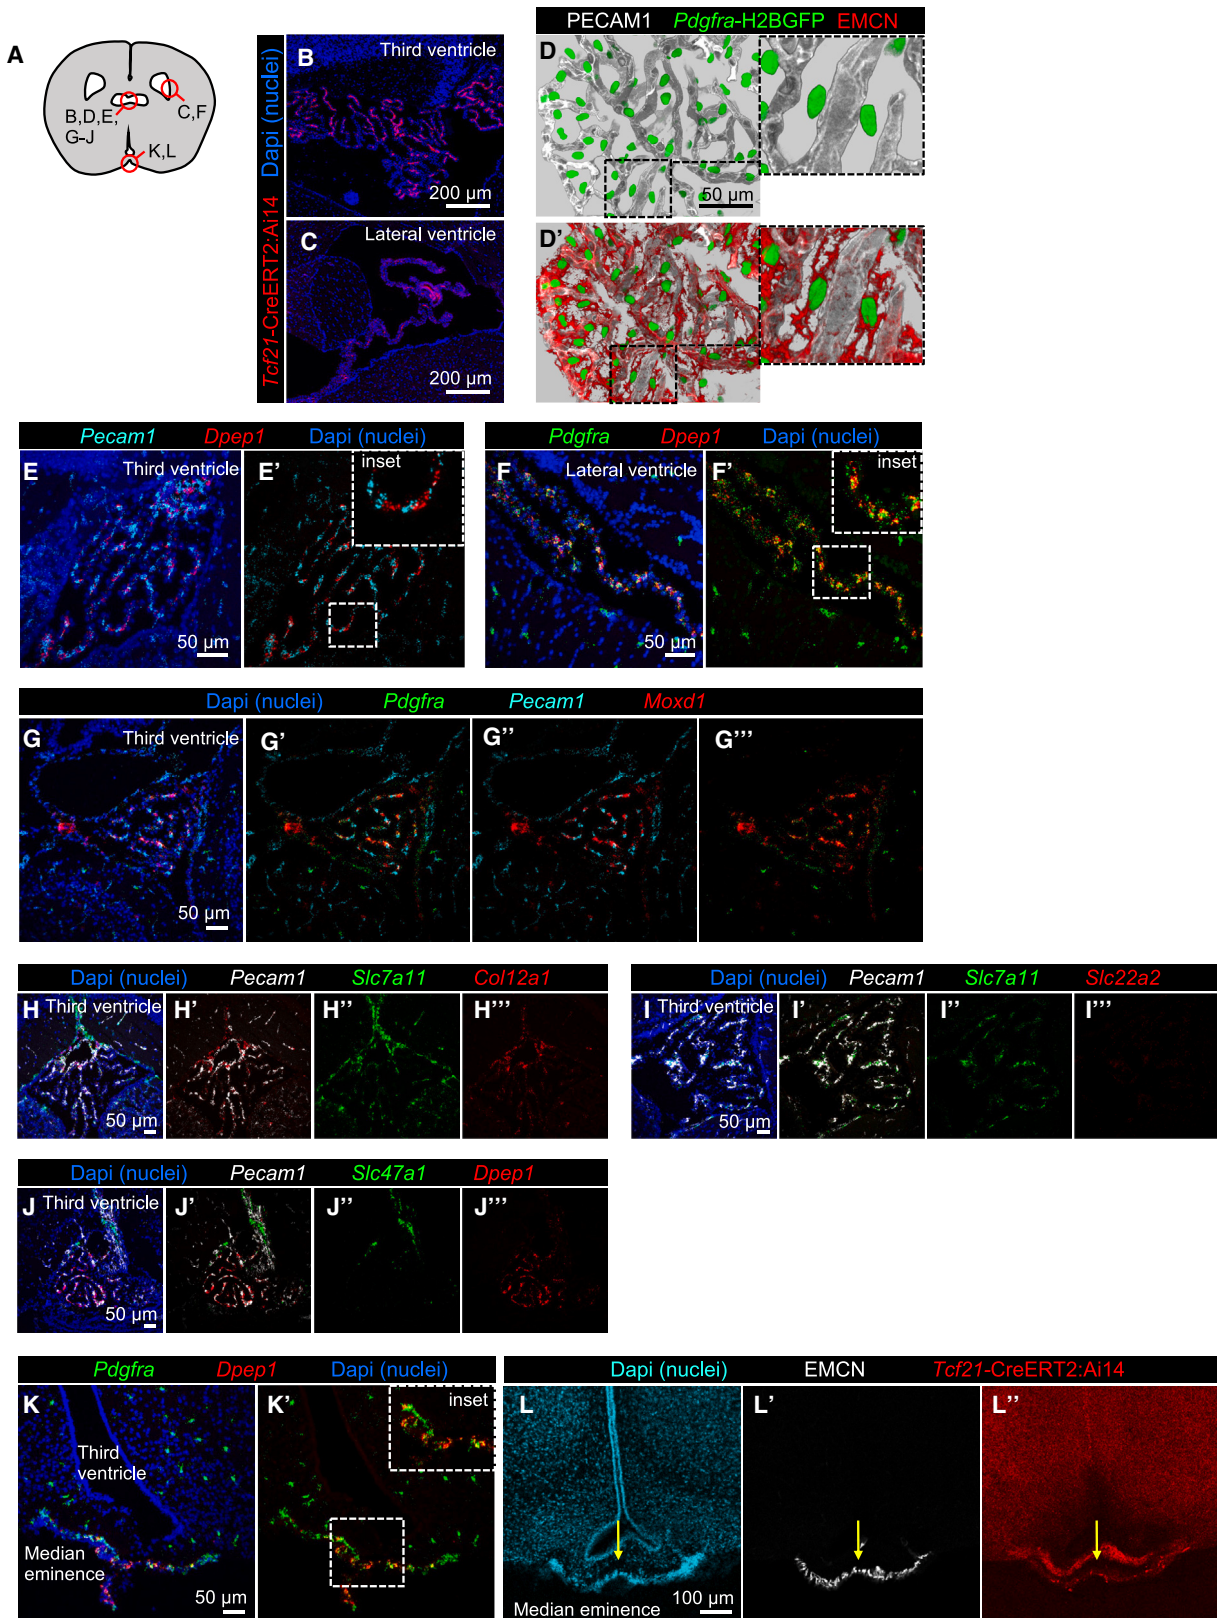 A
B,D,E,
G-J
C,F
K,L
Tcf21-CreERT2:Ai14 Dapi (nuclei)
B Third ventricle
200 µm
C Lateral ventricle
200 µm
PECAM1 Pdgfra-H2BGFP EMCN
D
50 µm
D'
Pecam1 Dpep1 Dapi (nuclei)
E Third ventricle
50 µm
E' inset
Pdgfra Dpep1 Dapi (nuclei)
F Lateral ventricle
50 µm
F' inset
Dapi (nuclei) Pdgfra Pecam1 Moxd1
G Third ventricle
50 µm
G' G'' G'''
Dapi (nuclei) Pecam1 Slc7a11 Col12a1
H Third ventricle
50 µm
H' H'' H'''
Dapi (nuclei) Pecam1 Slc7a11 Slc22a2
I Third ventricle
50 µm
I' I'' I'''
Dapi (nuclei) Pecam1 Slc47a1 Dpep1
J Third ventricle
50 µm
J' J'' J'''
Pdgfra Dpep1 Dapi (nuclei)
K
Third
ventricle
Median
eminence
50 µm
K' inset
Dapi (nuclei) EMCN Tcf21-CreERT2:Ai14
L
Median eminence
100 µm
L' L''